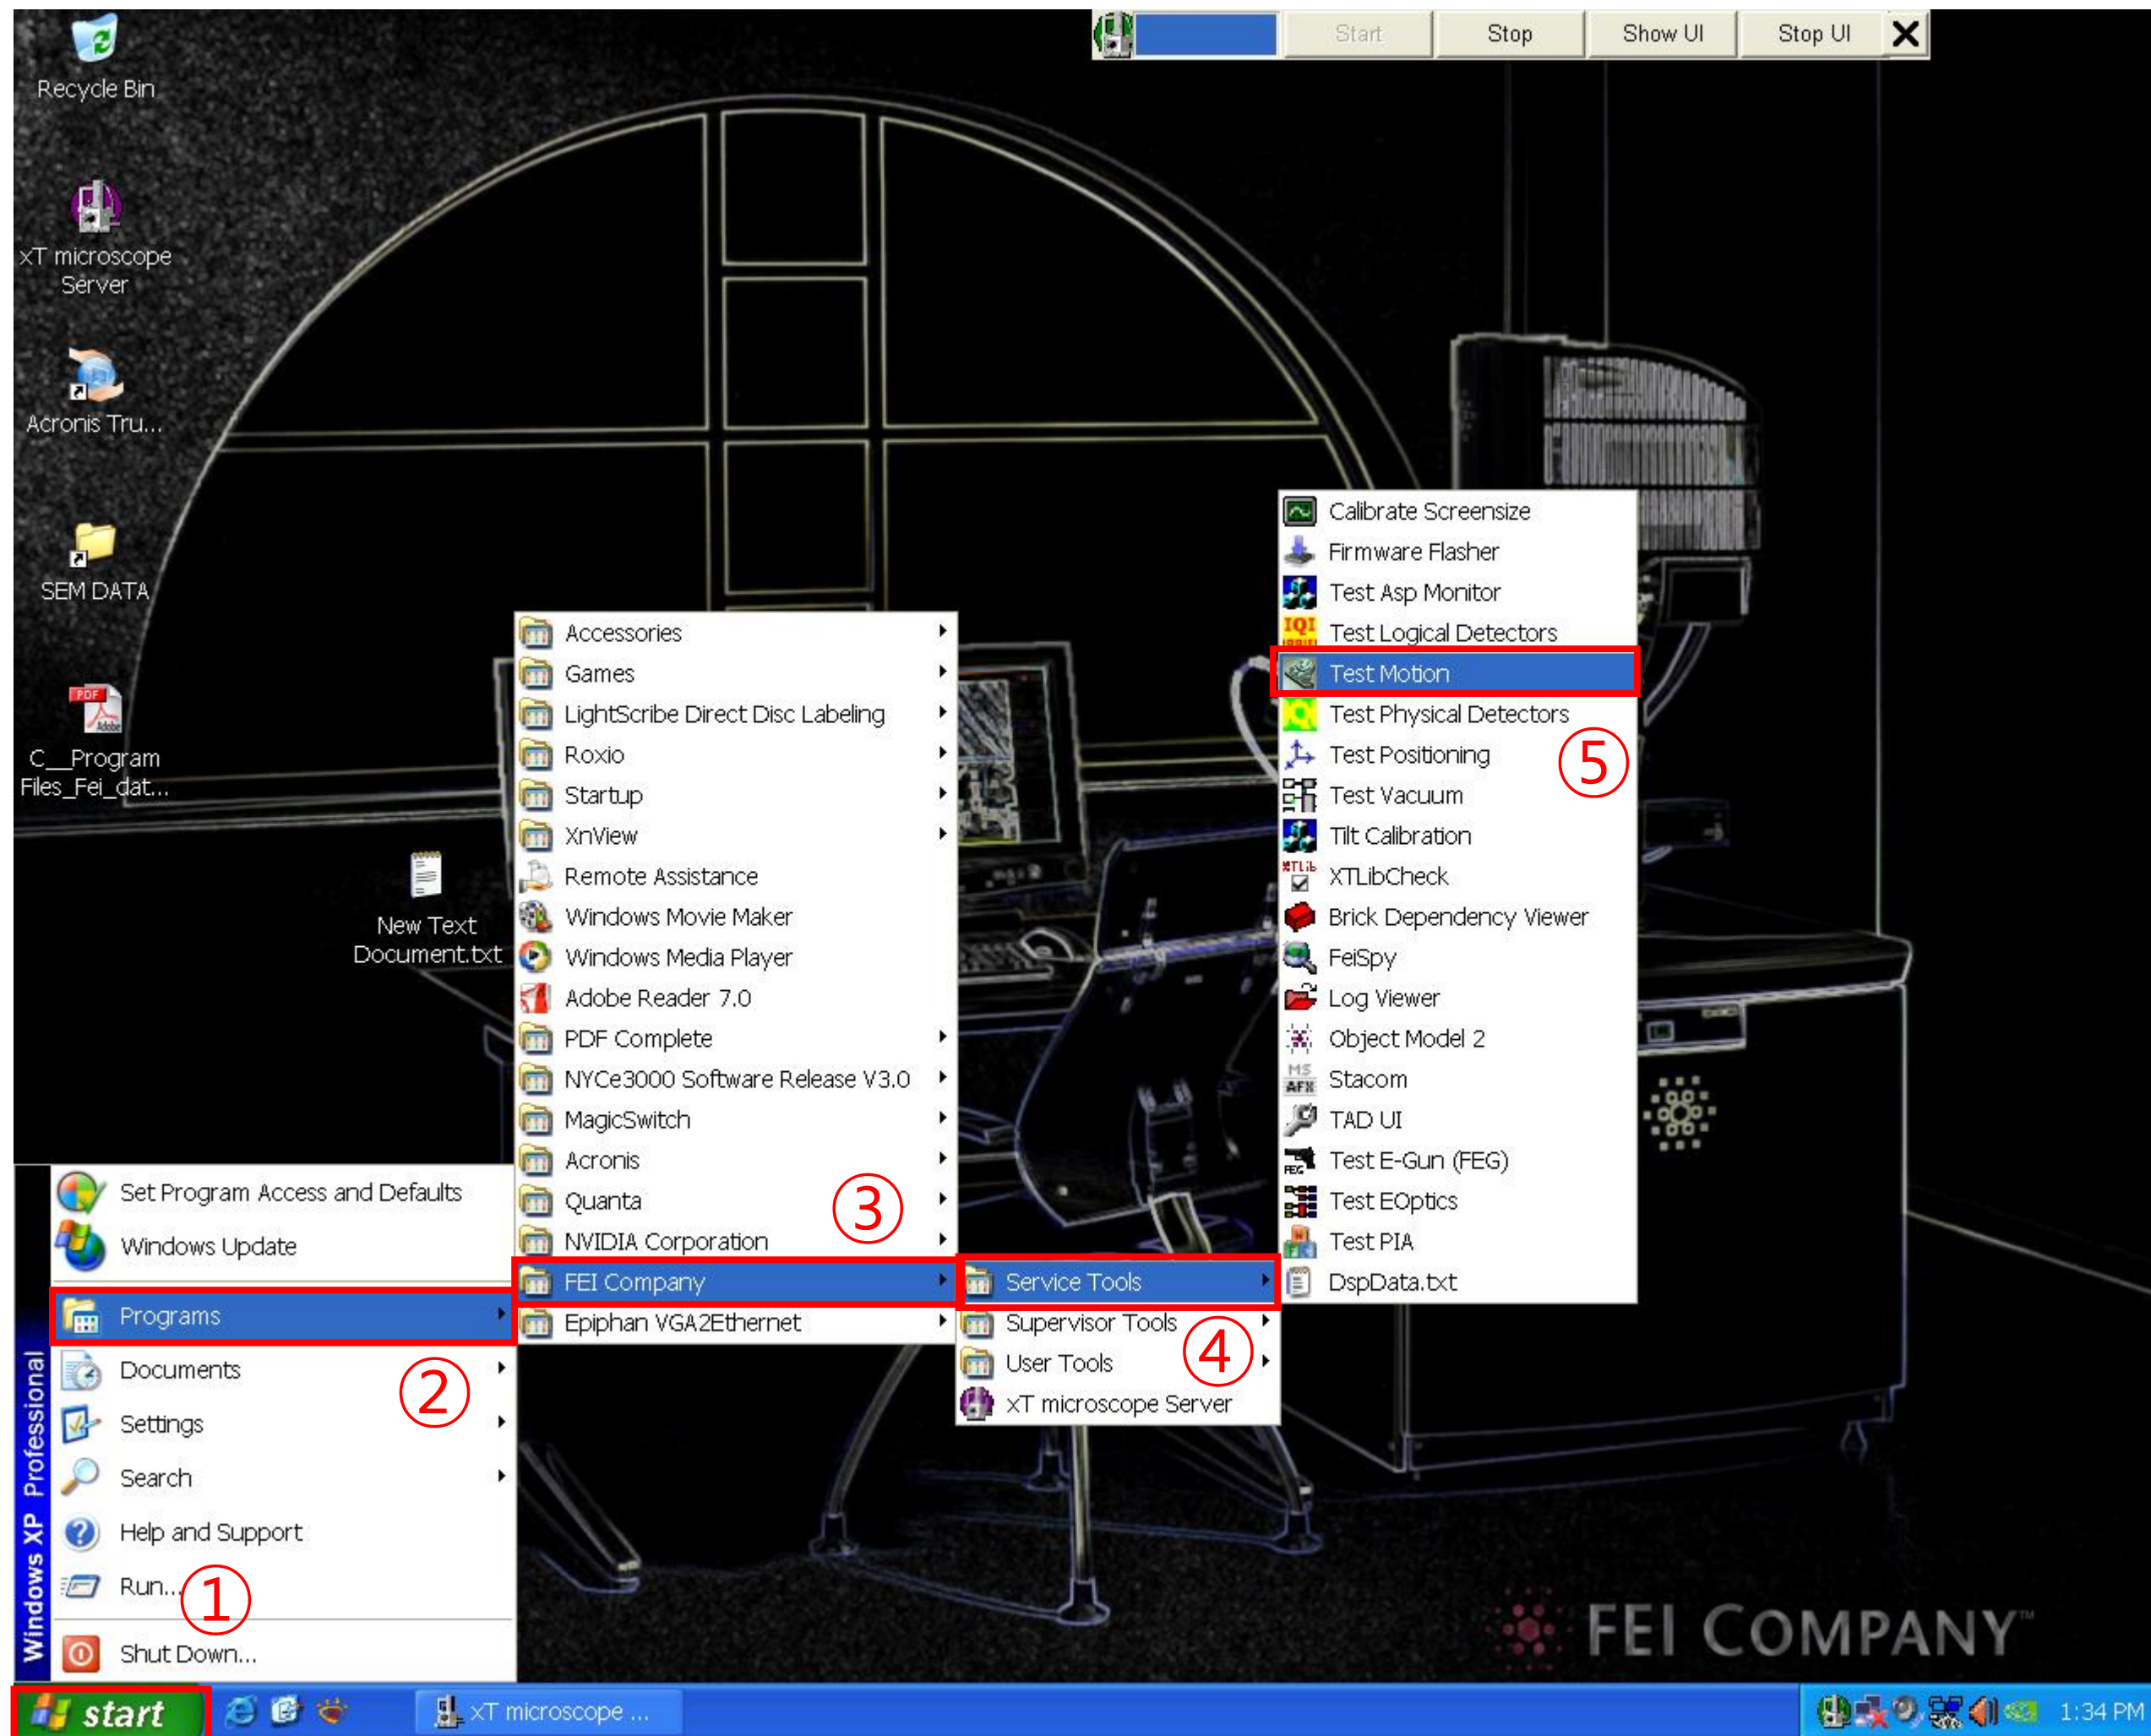 Start
Stop
Show UI
Stop UI
Recycle Bin
xT microscope
Server
Acronis Tru...
SEM DATA
C__Program
Files_Fei_dat...
New Text
Document.txt
Calibrate Screensize
Firmware Flasher
Test Asp Monitor
IQI
Test Logical Detectors
Test Motion
Test Physical Detectors
Test Positioning
⑤
Test Vacuum
Tilt Calibration
XTLibCheck
Brick Dependency Viewer
FeiSpy
Log Viewer
Object Model 2
MS
AFX
Stacom
TAD UI
FEG
Test E-Gun (FEG)
Test EOptics
Test PIA
DspData.txt
Accessories
Games
LightScribe Direct Disc Labeling
Roxio
Startup
XnView
Remote Assistance
Windows Movie Maker
Windows Media Player
Adobe Reader 7.0
PDF Complete
NYCe3000 Software Release V3.0
MagicSwitch
Acronis
Quanta
③
NVIDIA Corporation
FEI Company
Epiphan VGA2Ethernet
Service Tools
Supervisor Tools
④
User Tools
xT microscope Server
Set Program Access and Defaults
Windows Update
Programs
Documents
②
Settings
Search
Help and Support
Run...
①
Shut Down...
Windows XP Professional
FEI COMPANY™
start
xT microscope ...
1:34 PM